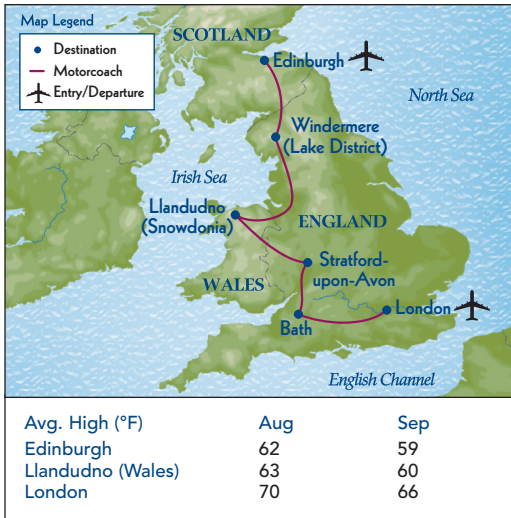 Map Legend
Destination
Motorcoach
Entry/Departure
SCOTLAND
Edinburgh
North Sea
Windermere
(Lake District)
Irish Sea
Llandudno
(Snowdonia)
ENGLAND
Stratford-
upon-Avon
WALES
London
Bath
English Channel
Avg. High (°F) Aug Sep
Edinburgh 62 59
Llandudno (Wales) 63 60
London 70 66